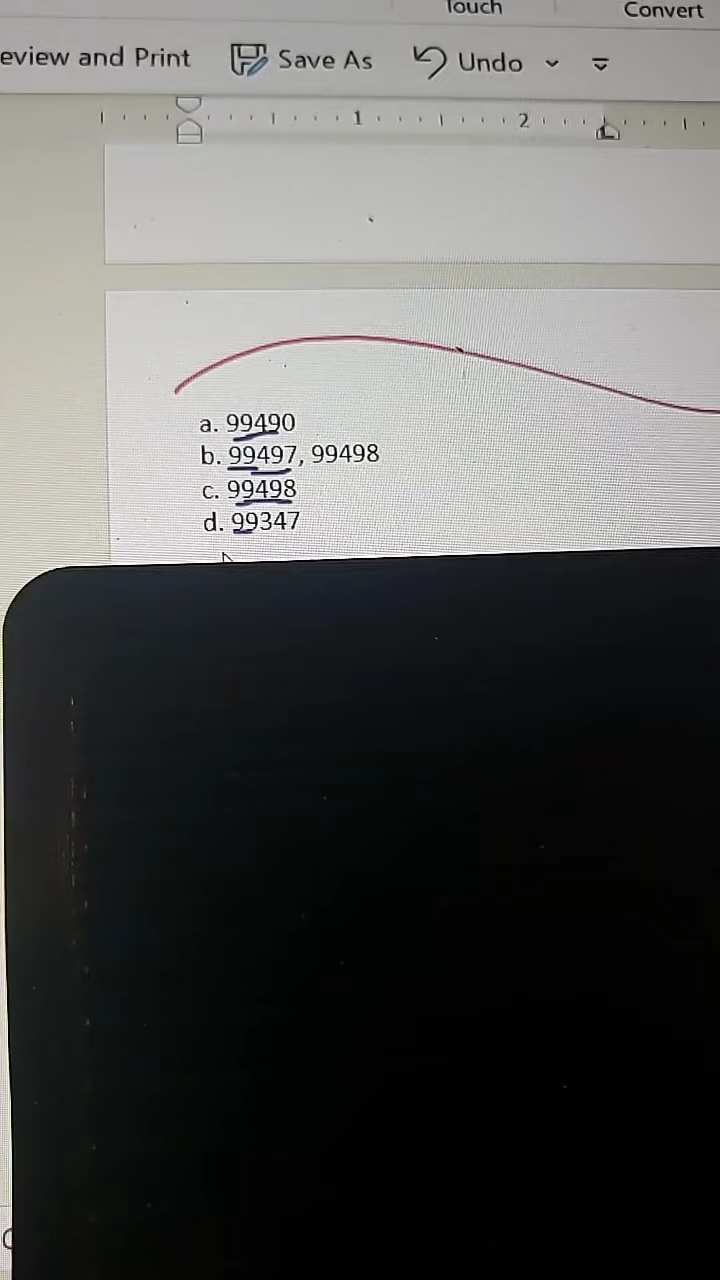 Touch Convert
eview and Print Save As Undo
1 2
a. 99490
b. 99497, 99498
c. 99498
d. 99347